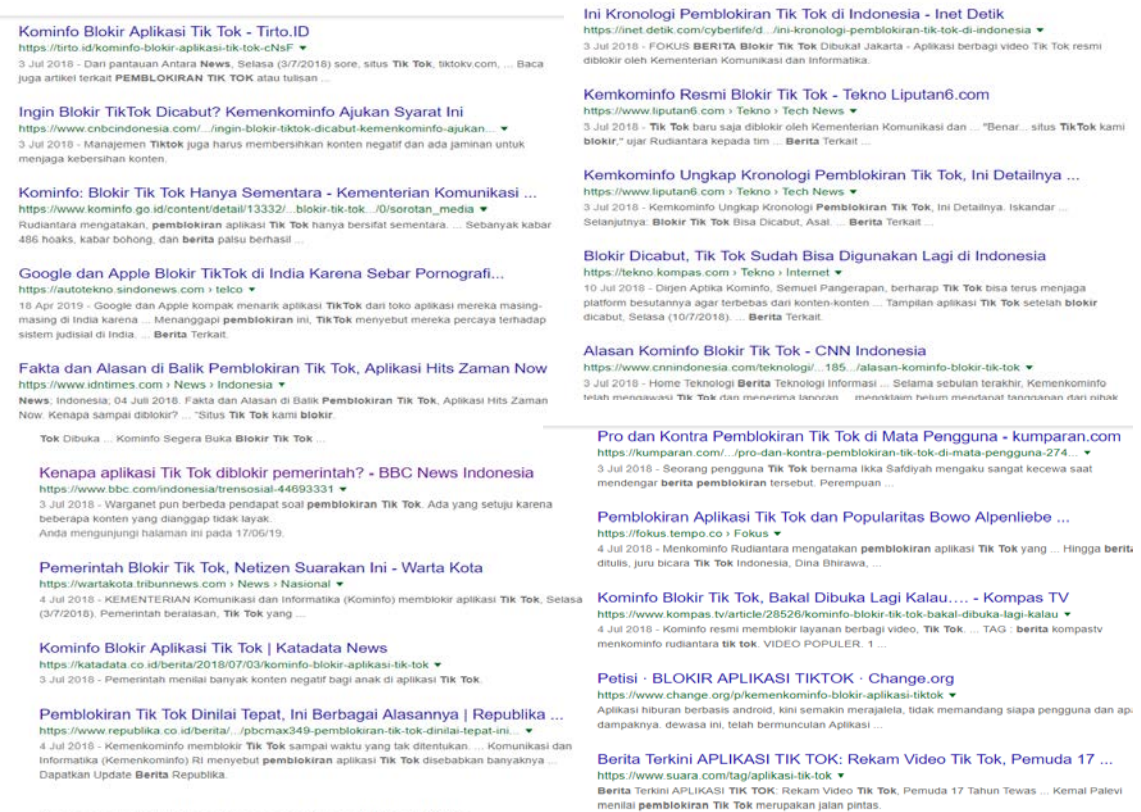 Kominfo Blokir Aplikasi Tik Tok - Tirto.ID
https://tirto.id/kominfo-blokir-aplikasi-tik-tok-cNsF
3 Jul 2018 - Dari pantauan Antara News, Selasa (3/7/2018) sore, situs Tik Tok, tiktokv.com, ... Baca
juga artikel terkait PEMBLOKIRAN TIK TOK atau tulisan ...
Ingin Blokir TikTok Dicabut? Kemenkominfo Ajukan Syarat Ini
https://www.cnbcindonesia.com/.../ingin-blokir-tiktok-dicabut-kemenkominfo-ajukan...
3 Jul 2018 - Manajemen Tiktok juga harus membersihkan konten negatif dan ada jaminan untuk
menjaga kebersihan konten.
Kominfo: Blokir Tik Tok Hanya Sementara - Kementerian Komunikasi ...
https://www.kominfo.go.id/content/detail/13332/...blokir-tik-tok.../0/sorotan_media
Rudiantara mengatakan, pemblokiran aplikasi Tik Tok hanya bersifat sementara. ... Sebanyak kabar
486 hoaks, kabar bohong, dan berita palsu berhasil ...
Google dan Apple Blokir TikTok di India Karena Sebar Pornografi...
https://autotekno.sindonews.com › telco
18 Apr 2019 - Google dan Apple kompak menarik aplikasi TikTok dari toko aplikasi mereka masing-
masing di India karena ... Menanggapi pemblokiran ini, TikTok menyebut mereka percaya terhadap
sistem judisial di India. ... Berita Terkait.
Fakta dan Alasan di Balik Pemblokiran Tik Tok, Aplikasi Hits Zaman Now
https://www.idntimes.com › News › Indonesia
News; Indonesia; 04 Juli 2018. Fakta dan Alasan di Balik Pemblokiran Tik Tok, Aplikasi Hits Zaman
Now. Kenapa sampai diblokir? ... "Situs Tik Tok kami blokir.
Tok Dibuka ... Kominfo Segera Buka Blokir Tik Tok ...
Kenapa aplikasi Tik Tok diblokir pemerintah? - BBC News Indonesia
https://www.bbc.com/indonesia/trensosial-44693331
3 Jul 2018 - Warganet pun berbeda pendapat soal pemblokiran Tik Tok. Ada yang setuju karena
beberapa konten yang dianggap tidak layak.
Anda mengunjungi halaman ini pada 17/06/19.
Pemerintah Blokir Tik Tok, Netizen Suarakan Ini - Warta Kota
https://wartakota.tribunnews.com › News › Nasional
4 Jul 2018 - KEMENTERIAN Komunikasi dan Informatika (Kominfo) memblokir aplikasi Tik Tok, Selasa
(3/7/2018). Pemerintah beralasan, Tik Tok yang ...
Kominfo Blokir Aplikasi Tik Tok | Katadata News
https://katadata.co.id/berita/2018/07/03/kominfo-blokir-aplikasi-tik-tok
3 Jul 2018 - Pemerintah menilai banyak konten negatif bagi anak di aplikasi Tik Tok.
Pemblokiran Tik Tok Dinilai Tepat, Ini Berbagai Alasannya | Republika ...
https://www.republika.co.id/berita/.../pbcmax349-pemblokiran-tik-tok-dinilai-tepat-ini...
4 Jul 2018 - Kemenkominfo memblokir Tik Tok sampai waktu yang tak ditentukan. ... Komunikasi dan
Informatika (Kemenkominfo) RI menyebut pemblokiran aplikasi Tik Tok disebabkan banyaknya ...
Dapatkan Update Berita Republika.
Ini Kronologi Pemblokiran Tik Tok di Indonesia - Inet Detik
https://inet.detik.com/cyberlife/d.../ini-kronologi-pemblokiran-tik-tok-di-indonesia
3 Jul 2018 - FOKUS BERITA Blokir Tik Tok Dibuka! Jakarta - Aplikasi berbagi video Tik Tok resmi
diblokir oleh Kementerian Komunikasi dan Informatika.
Kemkominfo Resmi Blokir Tik Tok - Tekno Liputan6.com
https://www.liputan6.com › Tekno › Tech News
3 Jul 2018 - Tik Tok baru saja diblokir oleh Kementerian Komunikasi dan ... "Benar... situs TikTok kami
blokir," ujar Rudiantara kepada tim ... Berita Terkait ...
Kemkominfo Ungkap Kronologi Pemblokiran Tik Tok, Ini Detailnya ...
https://www.liputan6.com › Tekno › Tech News
3 Jul 2018 - Kemkominfo Ungkap Kronologi Pemblokiran Tik Tok, Ini Detailnya. Iskandar ...
Selanjutnya: Blokir Tik Tok Bisa Dicabut, Asal. ... Berita Terkait ...
Blokir Dicabut, Tik Tok Sudah Bisa Digunakan Lagi di Indonesia
https://tekno.kompas.com › Tekno › Internet
10 Jul 2018 - Dirjen Aptika Kominfo, Semuel Pangerapan, berharap Tik Tok bisa terus menjaga
platform besutannya agar terbebas dari konten-konten ... Tampilan aplikasi Tik Tok setelah blokir
dicabut, Selasa (10/7/2018). ... Berita Terkait.
Alasan Kominfo Blokir Tik Tok - CNN Indonesia
https://www.cnnindonesia.com/teknologi/...185.../alasan-kominfo-blokir-tik-tok
3 Jul 2018 - Home Teknologi Berita Teknologi Informasi ... Selama sebulan terakhir, Kemenkominfo
telah mengawasi Tik Tok dan menerima laporan ... mengklaim belum mendapat tanggapan dari pihak
Pro dan Kontra Pemblokiran Tik Tok di Mata Pengguna - kumparan.com
https://kumparan.com/.../pro-dan-kontra-pemblokiran-tik-tok-di-mata-pengguna-274...
3 Jul 2018 - Seorang pengguna Tik Tok bernama Ikka Safdiyah mengaku sangat kecewa saat
mendengar berita pemblokiran tersebut. Perempuan ...
Pemblokiran Aplikasi Tik Tok dan Popularitas Bowo Alpenliebe ...
https://fokus.tempo.co › Fokus
4 Jul 2018 - Menkominfo Rudiantara mengatakan pemblokiran aplikasi Tik Tok yang ... Hingga berita
ditulis, juru bicara Tik Tok Indonesia, Dina Bhirawa, ...
Kominfo Blokir Tik Tok, Bakal Dibuka Lagi Kalau.... - Kompas TV
https://www.kompas.tv/article/28526/kominfo-blokir-tik-tok-bakal-dibuka-lagi-kalau
4 Jul 2018 - Kominfo resmi memblokir layanan berbagi video, Tik Tok. ... TAG : berita kompastv
menkominfo rudiantara tik tok. VIDEO POPULER. 1 ...
Petisi · BLOKIR APLIKASI TIKTOK · Change.org
https://www.change.org/p/kemenkominfo-blokir-aplikasi-tiktok
Aplikasi hiburan berbasis android, kini semakin merajalela, tidak memandang siapa pengguna dan apa
dampaknya. dewasa ini, telah bermunculan Aplikasi ...
Berita Terkini APLIKASI TIK TOK: Rekam Video Tik Tok, Pemuda 17 ...
https://www.suara.com/tag/aplikasi-tik-tok
Berita Terkini APLIKASI TIK TOK: Rekam Video Tik Tok, Pemuda 17 Tahun Tewas ... Kemal Palevi
menilai pemblokiran Tik Tok merupakan jalan pintas.